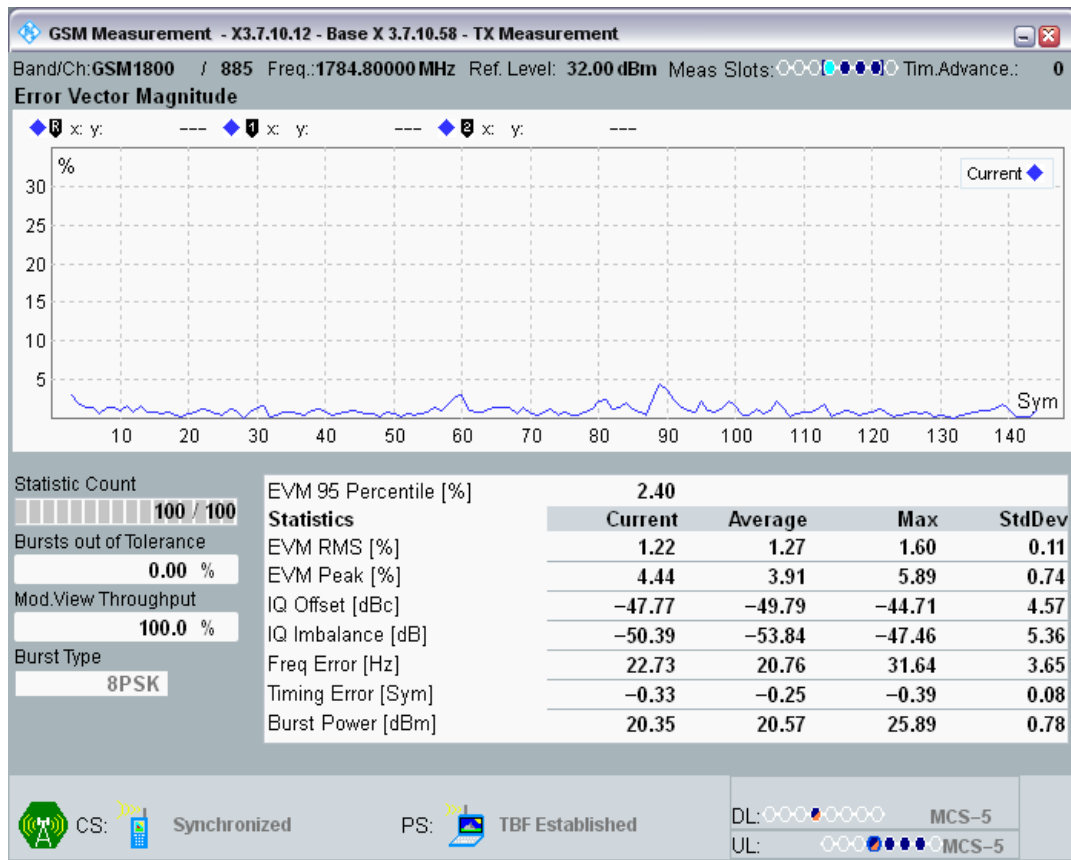 GSM Measurement - X3.7.10.12 - Base X 3.7.10.58 - TX Measurement
Band/Ch:GSM1800 / 885 Freq.:1784.80000 MHz Ref. Level: 32.00 dBm Meas Slots: Tim.Advance.: 0
Error Vector Magnitude
R x: y: --- 1 x: y: --- 2 x: y: ---
%
Current
30
25
20
15
10
5
Sym
10 20 30 40 50 60 70 80 90 100 110 120 130 140
Statistic Count
100 / 100
Bursts out of Tolerance
0.00 %
Mod.View Throughput
100.0 %
Burst Type
8PSK
EVM 95 Percentile [%] 2.40
Statistics Current Average Max StdDev
EVM RMS [%] 1.22 1.27 1.60 0.11
EVM Peak [%] 4.44 3.91 5.89 0.74
IQ Offset [dBc] −47.77 −49.79 −44.71 4.57
IQ Imbalance [dB] −50.39 −53.84 −47.46 5.36
Freq Error [Hz] 22.73 20.76 31.64 3.65
Timing Error [Sym] −0.33 −0.25 −0.39 0.08
Burst Power [dBm] 20.35 20.57 25.89 0.78
CS: Synchronized PS: TBF Established
DL: MCS−5
UL: MCS−5